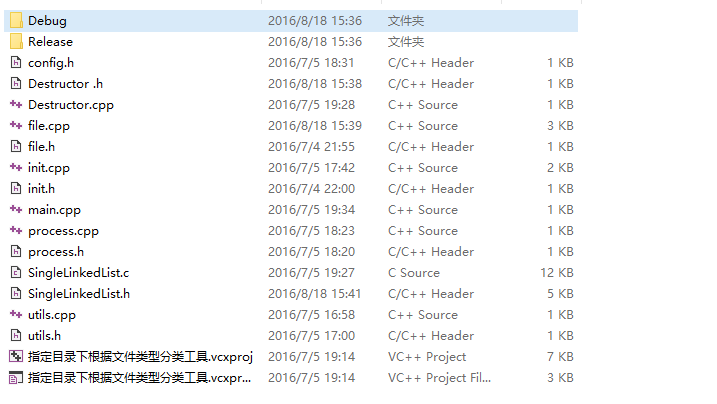 Debug 2016/8/18 15:36 文件夹
Release 2016/8/18 15:36 文件夹
config.h 2016/7/5 18:31 C/C++ Header 1 KB
Destructor .h 2016/8/18 15:38 C/C++ Header 1 KB
Destructor.cpp 2016/7/5 19:28 C++ Source 1 KB
file.cpp 2016/8/18 15:39 C++ Source 3 KB
file.h 2016/7/4 21:55 C/C++ Header 1 KB
init.cpp 2016/7/5 17:42 C++ Source 2 KB
init.h 2016/7/4 22:00 C/C++ Header 1 KB
main.cpp 2016/7/5 19:34 C++ Source 1 KB
process.cpp 2016/7/5 18:23 C++ Source 1 KB
process.h 2016/7/5 18:20 C/C++ Header 1 KB
SingleLinkedList.c 2016/7/5 19:27 C Source 12 KB
SingleLinkedList.h 2016/8/18 15:41 C/C++ Header 5 KB
utils.cpp 2016/7/5 16:58 C++ Source 1 KB
utils.h 2016/7/5 17:00 C/C++ Header 1 KB
指定目录下根据文件类型分类工具.vcxproj 2016/7/5 19:14 VC++ Project 7 KB
指定目录下根据文件类型分类工具.vcxpr... 2016/7/5 19:14 VC++ Project Fil... 3 KB